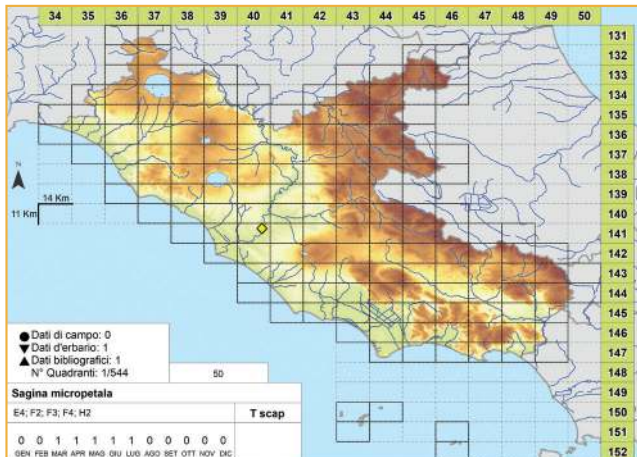 34 35 36 37 38 39 40 41 42 43 44 45 46 47 48 49 50
131
132
133
134
135
136
137
138
139
140
141
142
143
144
145
146
147
148
149
150
151
152
N
14 Km
11 Km
Dati di campo: 0
Dati d'erbario: 1
Dati bibliografici: 1
N° Quadranti: 1/544
50
Sagina micropetala
E4; F2; F3; F4; H2 T scap
0 0 1 1 1 1 1 0 0 0 0 0
GEN FEB MAR APR MAG GIU LUG AGO SET OTT NOV DIC